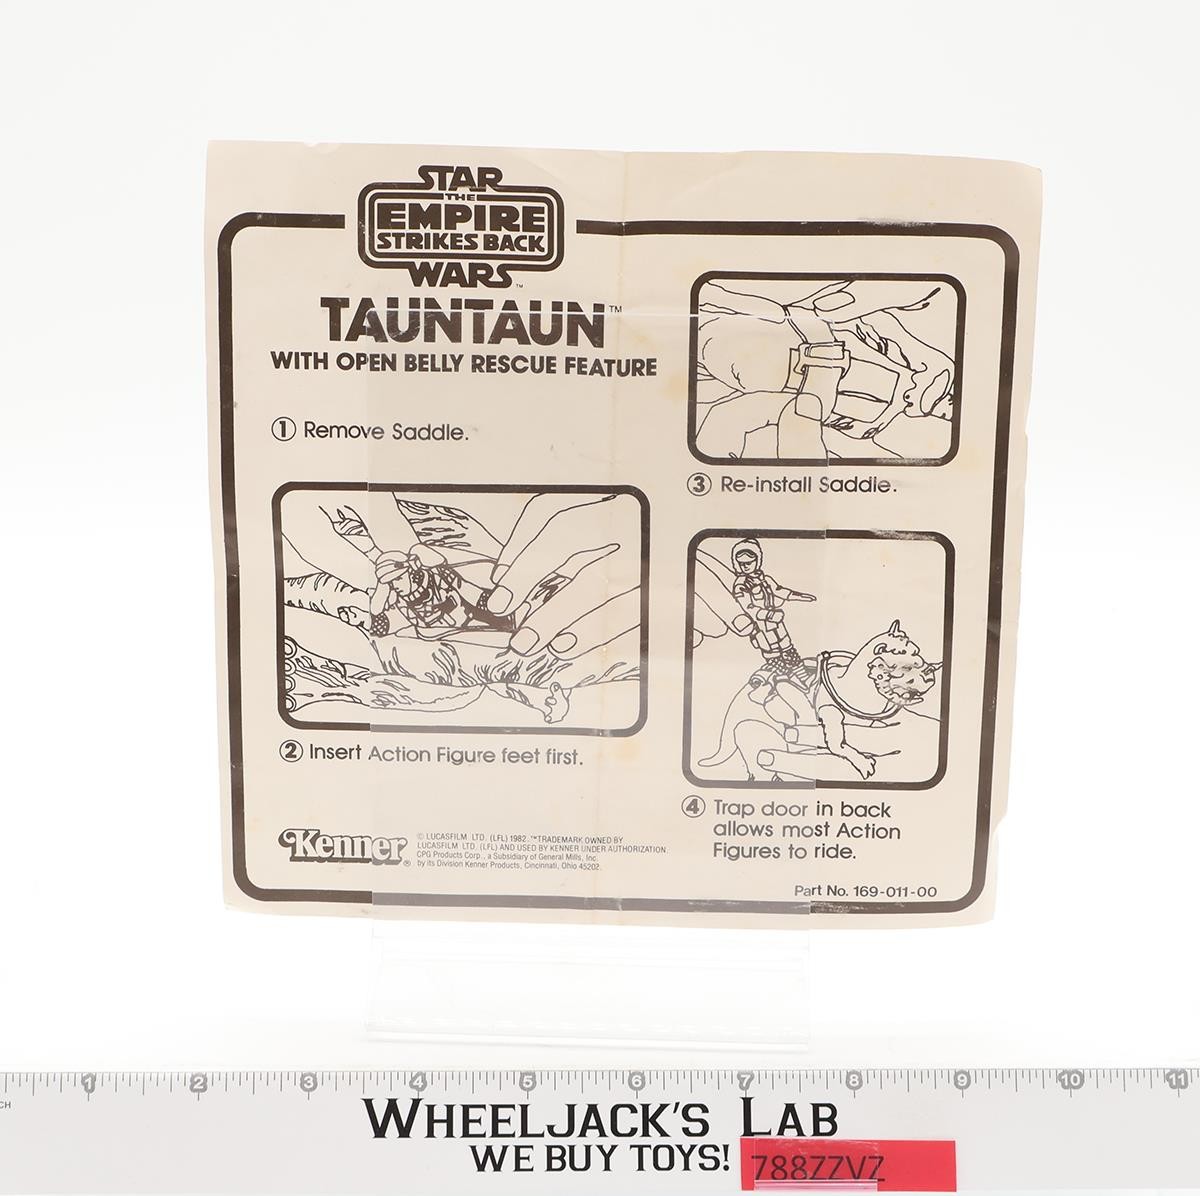 STAR
THE
EMPIRE
STRIKES BACK
WARS™
TAUNTAUN™
WITH OPEN BELLY RESCUE FEATURE
① Remove Saddle.
② Insert Action Figure feet first.
③ Re-install Saddle.
④ Trap door in back
allows most Action
Figures to ride.
Kenner®
© LUCASFILM LTD. (LFL) 1982. ™TRADEMARK OWNED BY
LUCASFILM LTD. (LFL) AND USED BY KENNER UNDER AUTHORIZATION.
CPG Products Corp., a Subsidiary of General Mills, Inc.
by its Division Kenner Products, Cincinnati, Ohio 45202.
Part No. 169-011-00
1 2 3 4 5 6 7 8 9 10 11
CH
WHEELJACK'S LAB
WE BUY TOYS!
788ZZVZ